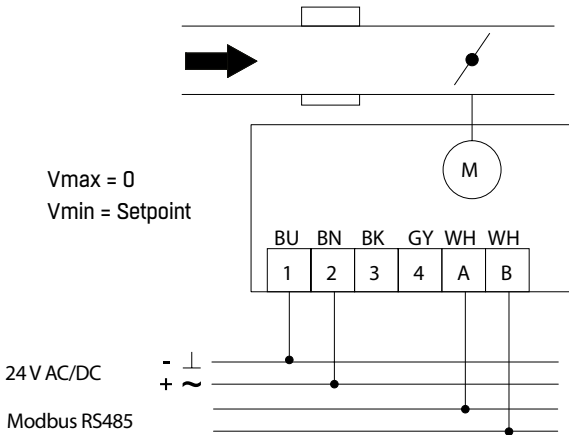 M
Vmax = 0
Vmin = Setpoint
BU BN BK GY WH WH
1 2 3 4 A B
24 V AC/DC - ⊥
+ ~
Modbus RS485